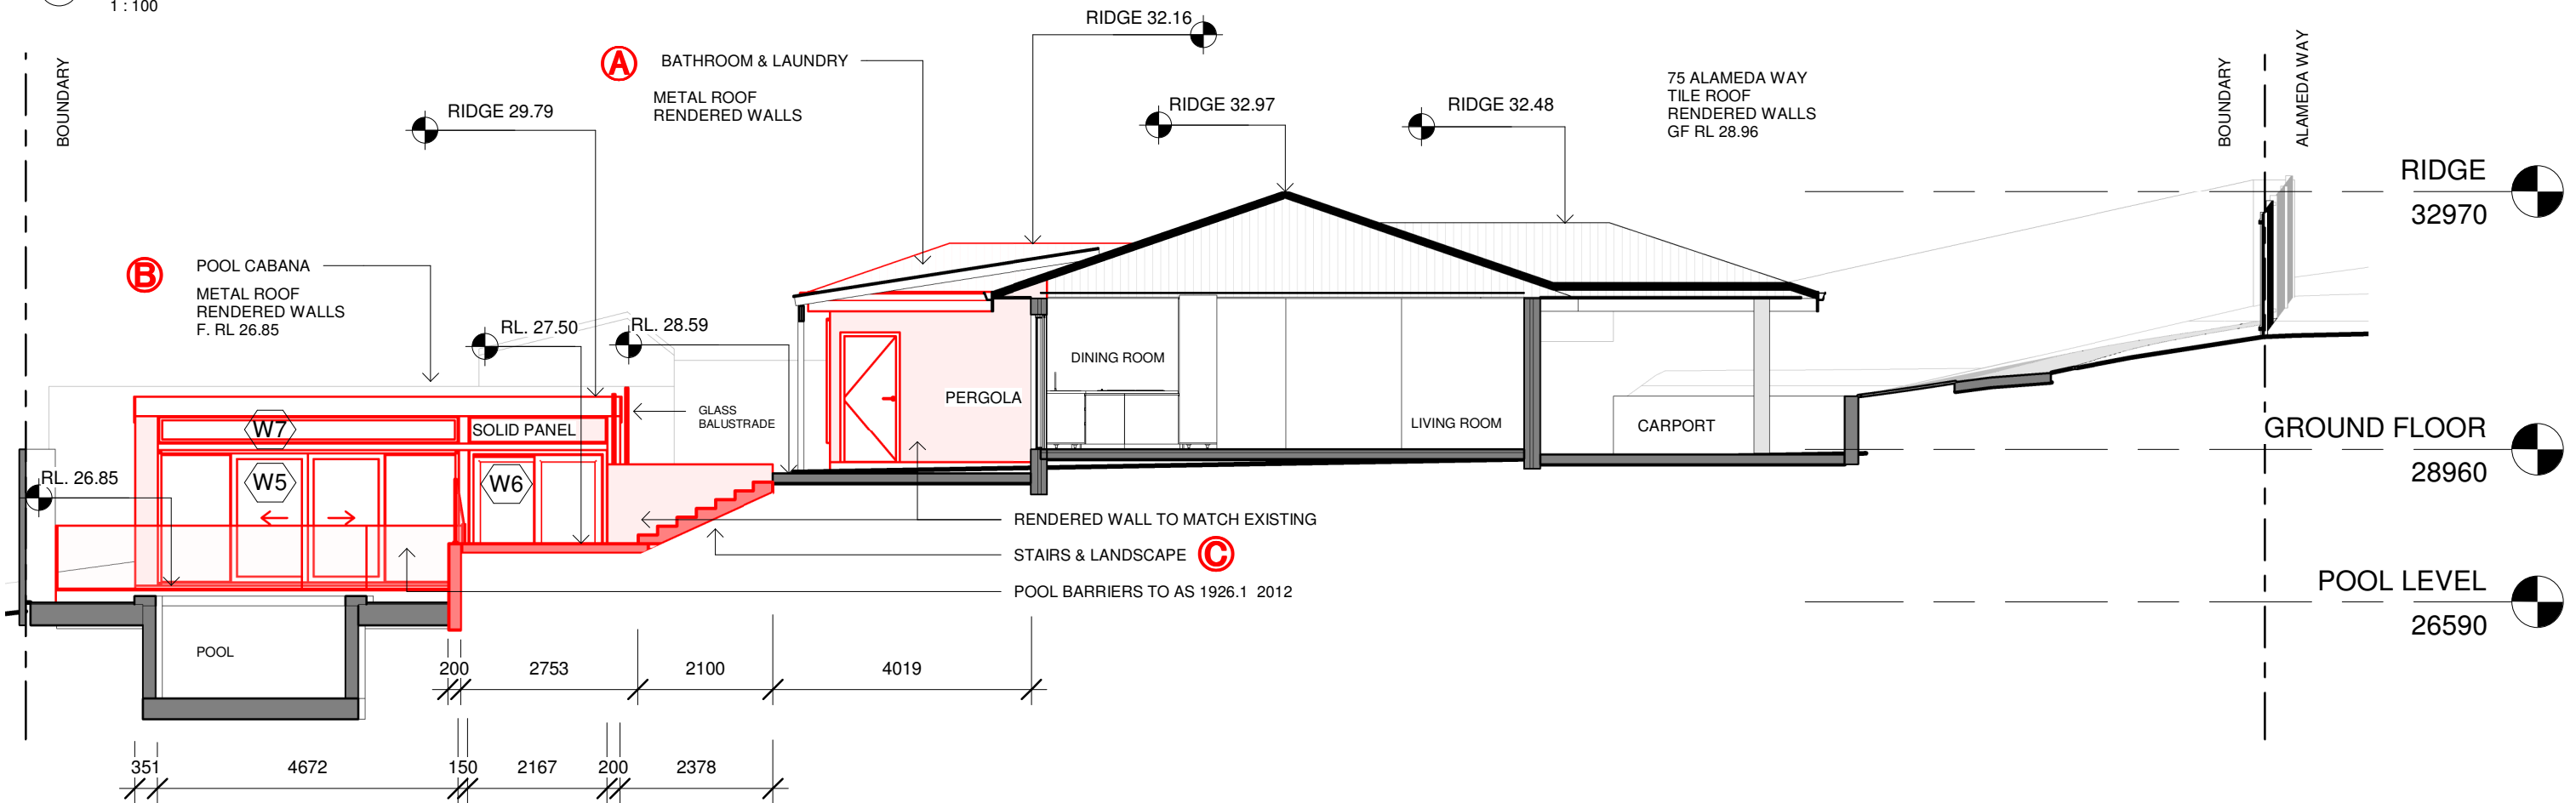 1 : 100
BOUNDARY
RIDGE 29.79
A
BATHROOM & LAUNDRY
METAL ROOF
RENDERED WALLS
RIDGE 32.16
RIDGE 32.97
RIDGE 32.48
75 ALAMEDA WAY
TILE ROOF
RENDERED WALLS
GF RL 28.96
BOUNDARY
ALAMEDA WAY
RIDGE
32970
B
POOL CABANA
METAL ROOF
RENDERED WALLS
F. RL 26.85
RL. 27.50
RL. 28.59
GLASS
BALUSTRADE
W7
SOLID PANEL
W5
W6
RL. 26.85
PERGOLA
DINING ROOM
LIVING ROOM
CARPORT
GROUND FLOOR
28960
RENDERED WALL TO MATCH EXISTING
STAIRS & LANDSCAPE
C
POOL BARRIERS TO AS 1926.1 2012
POOL LEVEL
26590
POOL
200
2753
2100
4019
351
4672
150
2167
200
2378